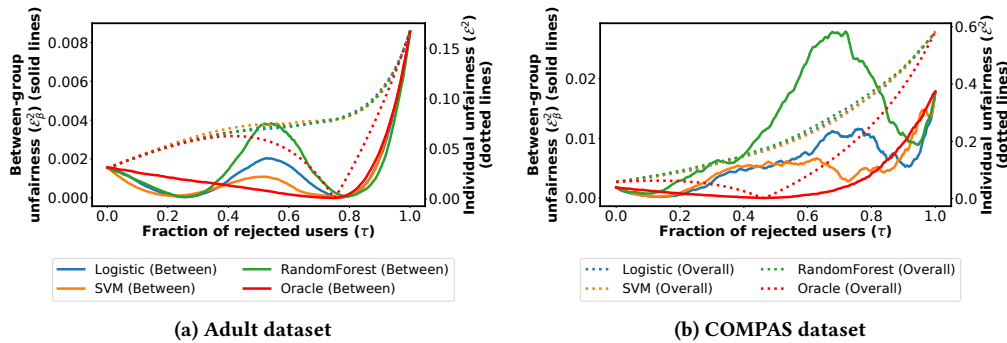 Between-group
unfairness (ℰ²_β) (solid lines)
0.008
0.006
0.004
0.002
0.000
0.15
0.10
0.05
0.00
Individual unfairness (ℰ²)
(dotted lines)
0.0 0.2 0.4 0.6 0.8 1.0
Fraction of rejected users (τ)
Logistic (Between)
SVM (Between)
RandomForest (Between)
Oracle (Between)
(a) Adult dataset
Between-group
unfairness (ℰ²_β) (solid lines)
0.02
0.01
0.00
0.6
0.4
0.2
0.0
Individual unfairness (ℰ²)
(dotted lines)
0.0 0.2 0.4 0.6 0.8 1.0
Fraction of rejected users (τ)
Logistic (Overall)
SVM (Overall)
RandomForest (Overall)
Oracle (Overall)
(b) COMPAS dataset